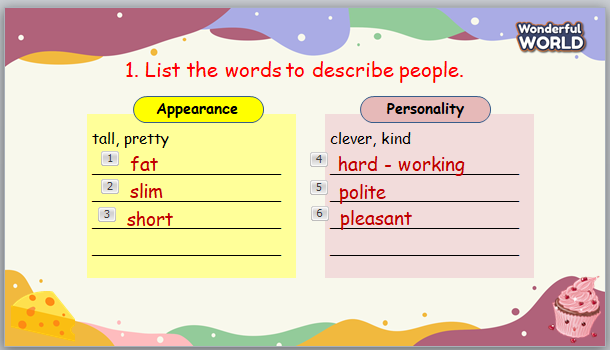 Wonderful
WORLD
1. List the words to describe people.
Appearance
tall, pretty
1 fat
2 slim
3 short
Personality
clever, kind
4 hard - working
5 polite
6 pleasant